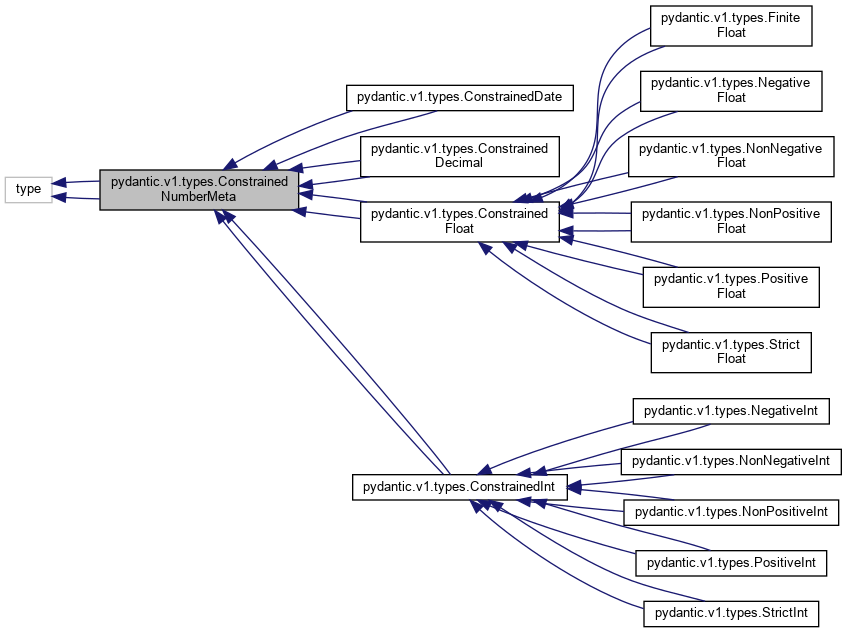 type
pydantic.v1.types.Constrained
NumberMeta
pydantic.v1.types.ConstrainedDate
pydantic.v1.types.Constrained
Decimal
pydantic.v1.types.Constrained
Float
pydantic.v1.types.ConstrainedInt
pydantic.v1.types.Finite
Float
pydantic.v1.types.Negative
Float
pydantic.v1.types.NonNegative
Float
pydantic.v1.types.NonPositive
Float
pydantic.v1.types.Positive
Float
pydantic.v1.types.Strict
Float
pydantic.v1.types.NegativeInt
pydantic.v1.types.NonNegativeInt
pydantic.v1.types.NonPositiveInt
pydantic.v1.types.PositiveInt
pydantic.v1.types.StrictInt